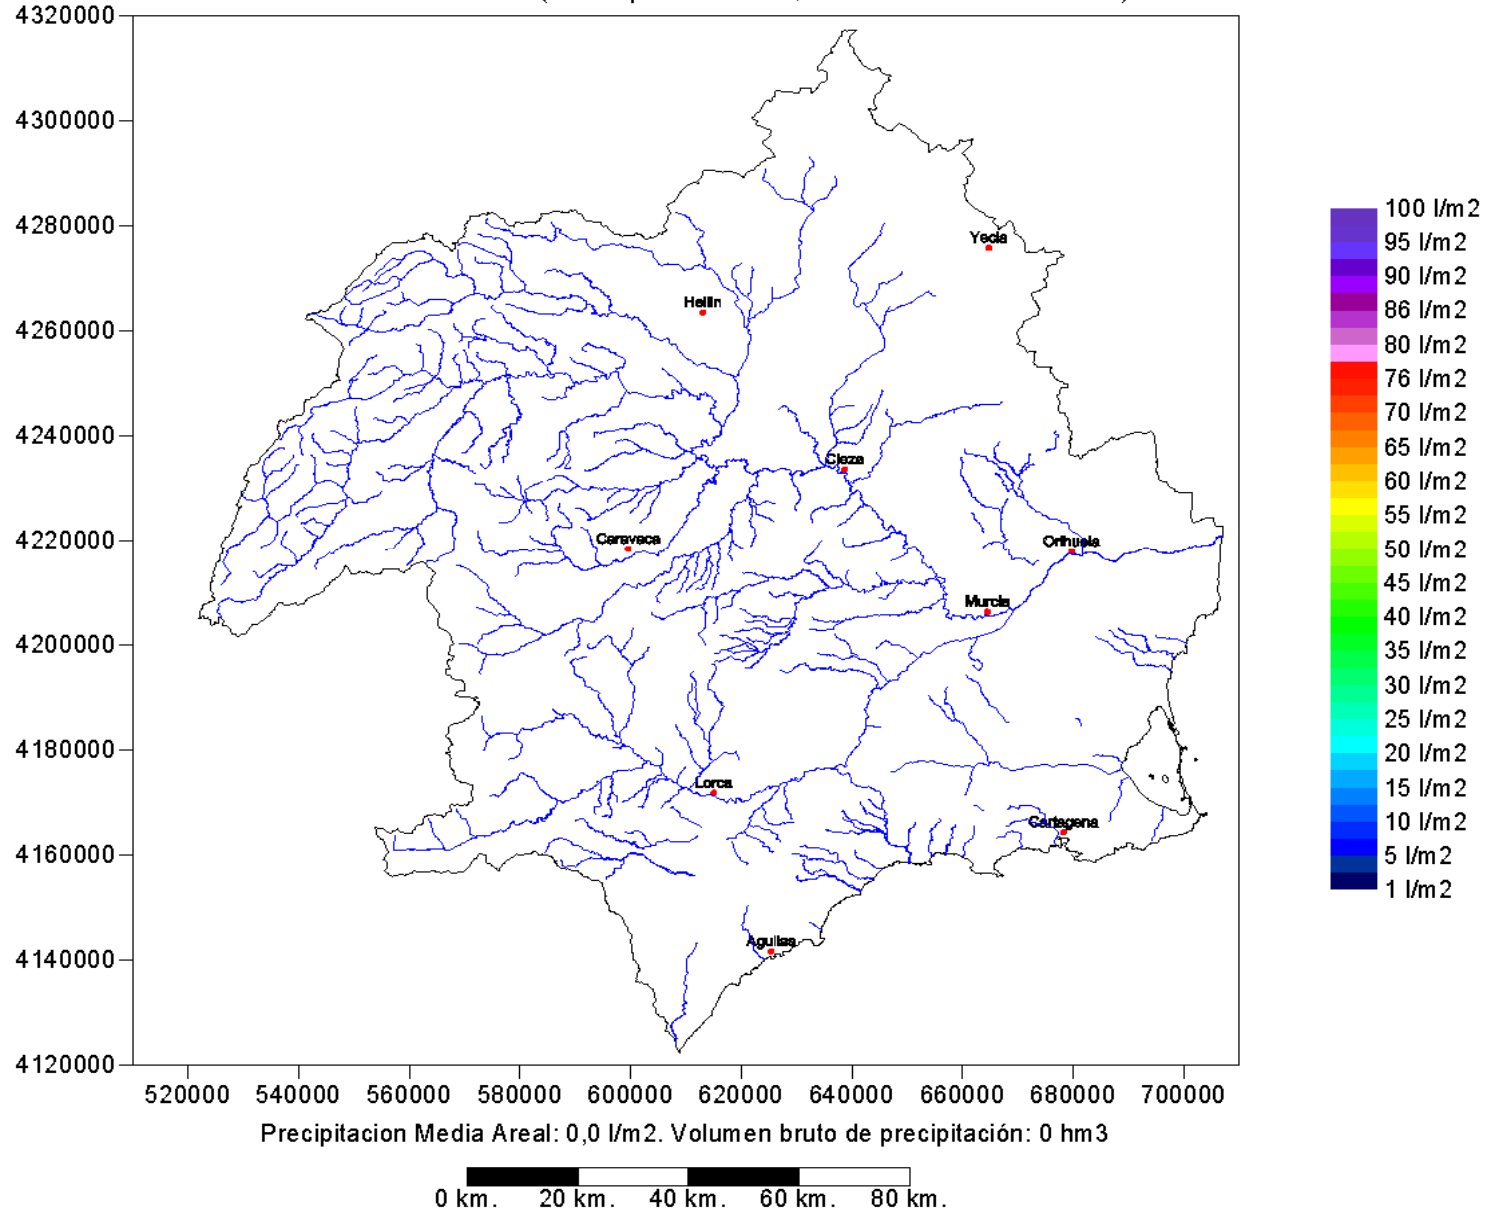 4320000
4300000
4280000
4260000
4240000
4220000
4200000
4180000
4160000
4140000
4120000
520000 540000 560000 580000 600000 620000 640000 660000 680000 700000
Yecla
Hellin
Cieza
Caravaca
Orihuela
Murcia
Lorca
Cartagena
Aguilas
100 l/m2
95 l/m2
90 l/m2
86 l/m2
80 l/m2
76 l/m2
70 l/m2
65 l/m2
60 l/m2
55 l/m2
50 l/m2
45 l/m2
40 l/m2
35 l/m2
30 l/m2
25 l/m2
20 l/m2
15 l/m2
10 l/m2
5 l/m2
1 l/m2
Precipitacion Media Areal: 0,0 l/m2. Volumen bruto de precipitación: 0 hm3
0 km. 20 km. 40 km. 60 km. 80 km.